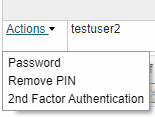 Actions testuser2
Password
Remove PIN
2nd Factor Authentication